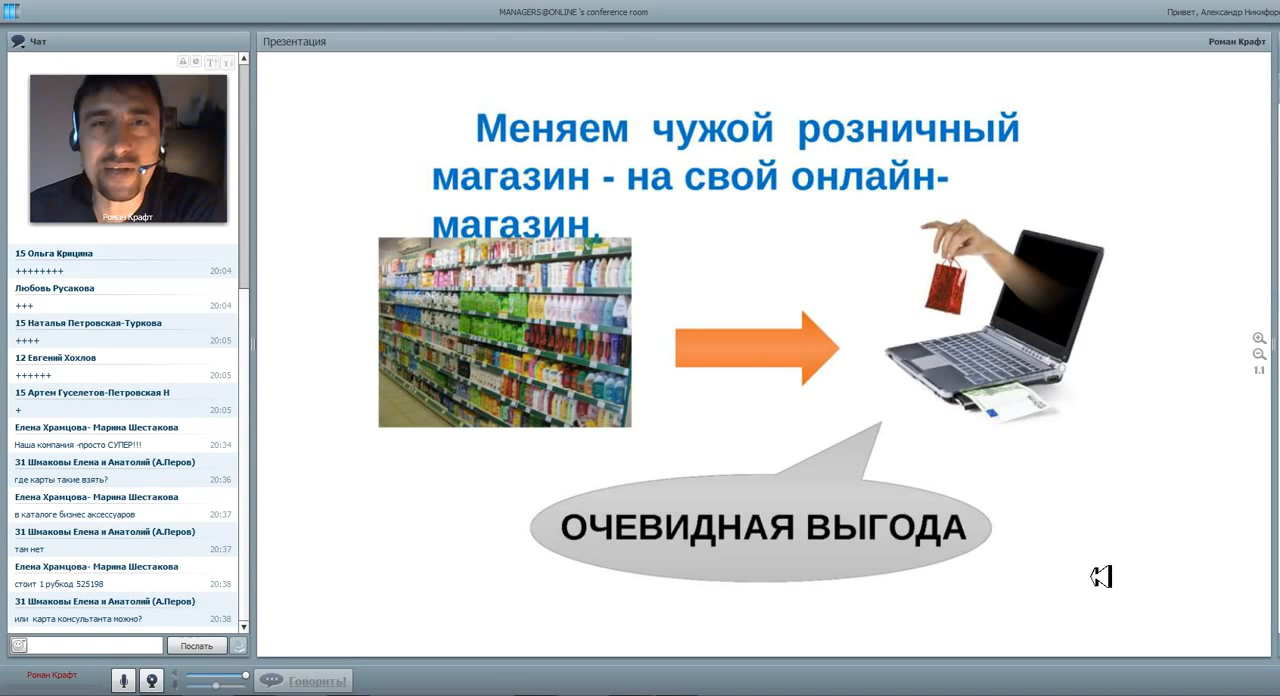 MANAGERS@ONLINE 's conference room
Привет, Александр Никифор
Чат
Презентация
Роман Крафт
Роман Крафт
15 Ольга Крицина
++++++++ 20:04
Любовь Русакова
+++ 20:04
15 Наталья Петровская-Туркова
++++ 20:05
12 Евгений Хохлов
++++++ 20:05
15 Артем Гуселетов-Петровская Н
+ 20:05
Елена Храмцова- Марина Шестакова
Наша компания -просто СУПЕР!!! 20:34
31 Шмаковы Елена и Анатолий (А.Перов)
где карты такие взять? 20:36
Елена Храмцова- Марина Шестакова
в каталоге бизнес аксессуаров 20:37
31 Шмаковы Елена и Анатолий (А.Перов)
там нет 20:37
Елена Храмцова- Марина Шестакова
стоит 1 рубкод 525198 20:38
31 Шмаковы Елена и Анатолий (А.Перов)
или карта консультанта можно? 20:38
Послать
Роман Крафт
Говорить!
Меняем чужой розничный
магазин - на свой онлайн-
магазин.
ОЧЕВИДНАЯ ВЫГОДА
1:1